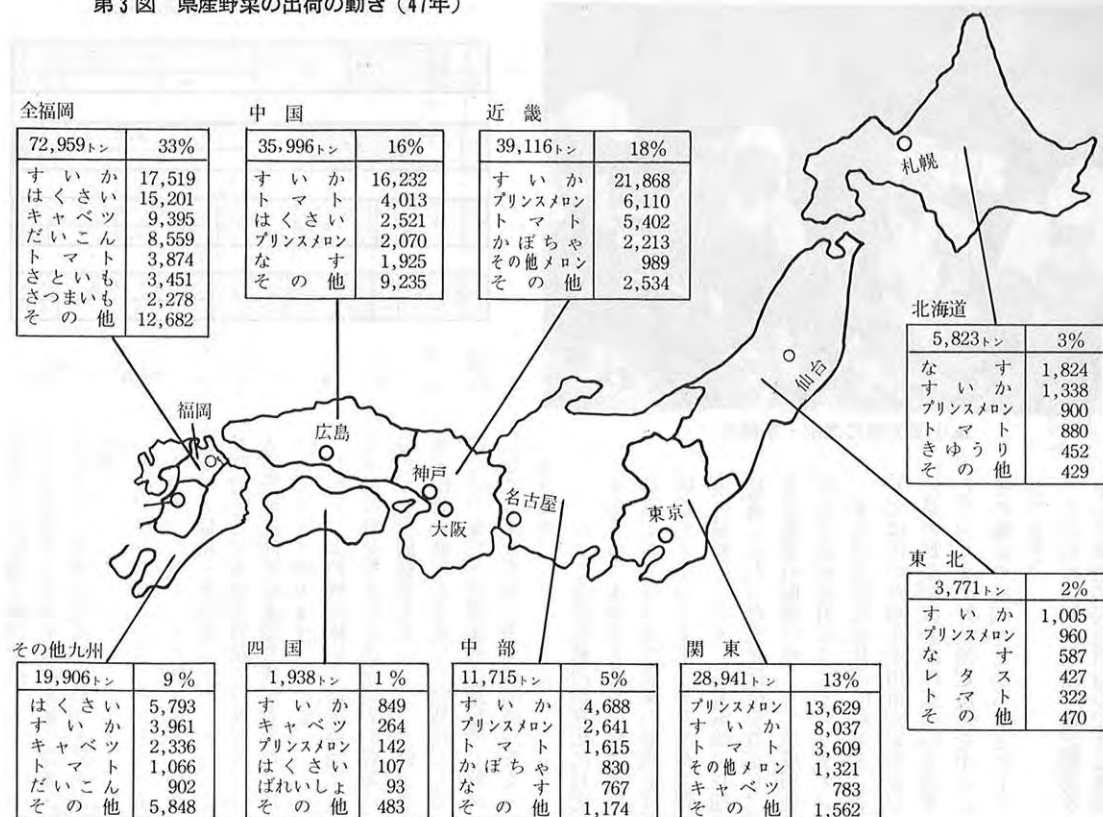 第3図 県産野菜の出荷の動き（47年）
全福岡
72,959トン 33%
すいか 17,519
はくさい 15,201
キャベツ 9,395
だいこん 8,559
トマト 3,874
さといも 3,451
さつまいも 2,278
その他 12,682
中国
35,996トン 16%
すいか 16,232
トマト 4,013
はくさい 2,521
プリンスメロン 2,070
なす 1,925
その他 9,235
近畿
39,116トン 18%
すいか 21,868
プリンスメロン 6,110
トマト 5,402
かぼちゃ 2,213
その他メロン 989
その他 2,534
札幌
北海道
5,823トン 3%
なす 1,824
すいか 1,338
プリンスメロン 900
トマト 880
きゆうり 452
その他 429
仙台
福岡
広島
神戸
大阪
名古屋
東京
東北
3,771トン 2%
すいか 1,005
プリンスメロン 960
なす 587
レタス 427
トマト 322
その他 470
その他九州
19,906トン 9%
はくさい 5,793
すいか 3,961
キャベツ 2,336
トマト 1,066
だいこん 902
その他 5,848
四国
1,938トン 1%
すいか 849
キャベツ 264
プリンスメロン 142
はくさい 107
ばれいしょ 93
その他 483
中部
11,715トン 5%
すいか 4,688
プリンスメロン 2,641
トマト 1,615
かぼちゃ 830
なす 767
その他 1,174
関東
28,941トン 13%
プリンスメロン 13,629
すいか 8,037
トマト 3,609
その他メロン 1,321
キャベツ 783
その他 1,562